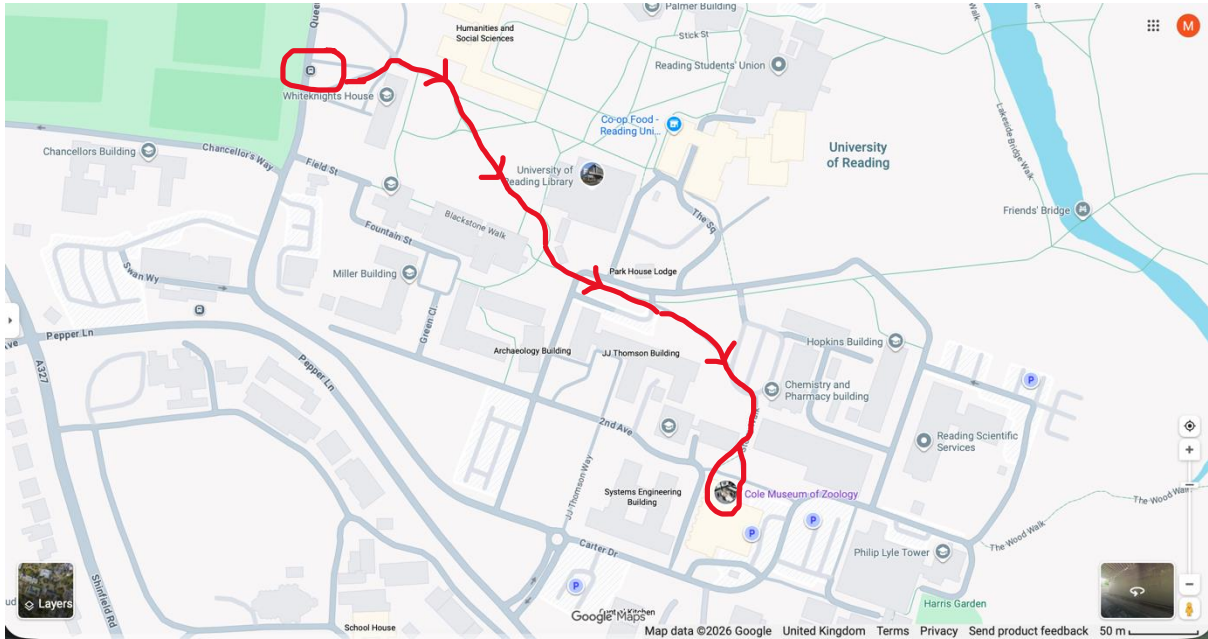 Palmer Building
M
Humanities and
Social Sciences
Stick St
Reading Students' Union
Whiteknights House
Co-op Food -
Reading Uni...
University
of Reading
Lakeside Bridge Walk
Chancellors Building
Chancellor's Way
Field St
University of
Reading Library
Friends' Bridge
Blackstone Walk
The Sq
Fountain St
Miller Building
Park House Lodge
Swan Wy
Green Cl
Pepper Ln
A327
Archaeology Building
JJ Thomson Building
Hopkins Building
Pepper Ln
P
Chemistry and
Pharmacy building
2nd Ave
Reading Scientific
Services
JJ Thomson Way
Systems Engineering
Building
Cole Museum of Zoology
The Wood Walk
P
P
The Wood Walk
Carter Dr
Philip Lyle Tower
P
Shinfield Rd
Layers
Harris Garden
School House
Google Maps
Map data ©2026 Google
United Kingdom
Terms
Privacy
Send product feedback
50 m